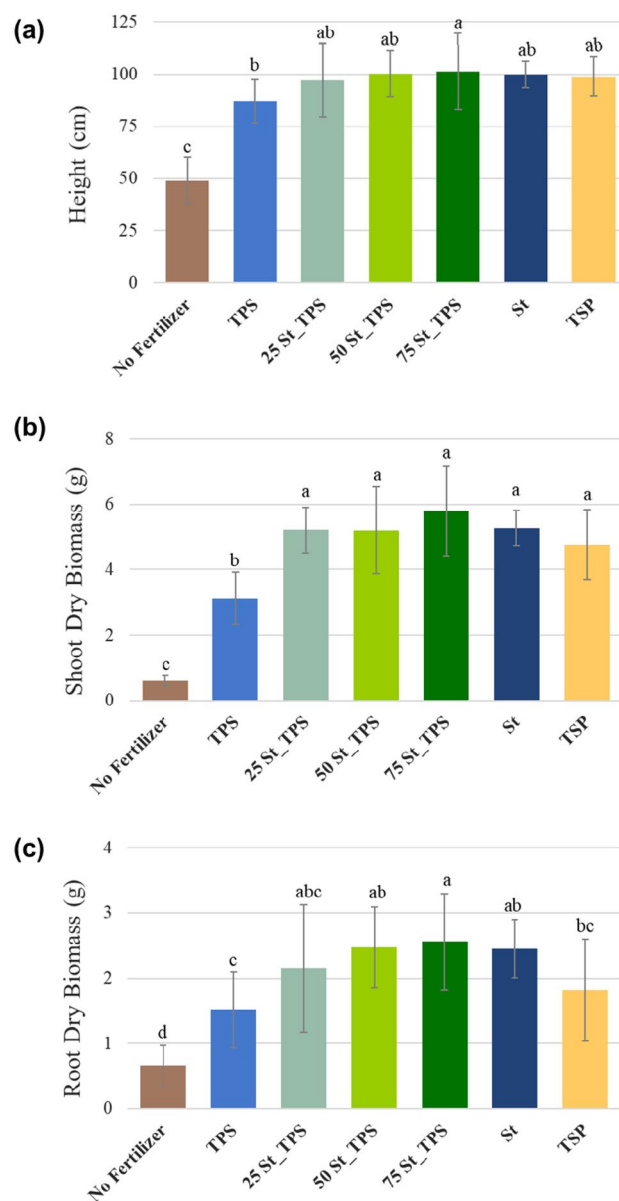 (a)
Height (cm)
125
100
75
50
25
0
c
b
ab
ab
a
ab
ab
No Fertilizer
TPS
25 St_TPS
50 St_TPS
75 St_TPS
St
TSP
(b)
Shoot Dry Biomass (g)
8
6
4
2
0
c
b
a
a
a
a
a
No Fertilizer
TPS
25 St_TPS
50 St_TPS
75 St_TPS
St
TSP
(c)
Root Dry Biomass (g)
4
3
2
1
0
d
c
abc
ab
a
ab
bc
No Fertilizer
TPS
25 St_TPS
50 St_TPS
75 St_TPS
St
TSP